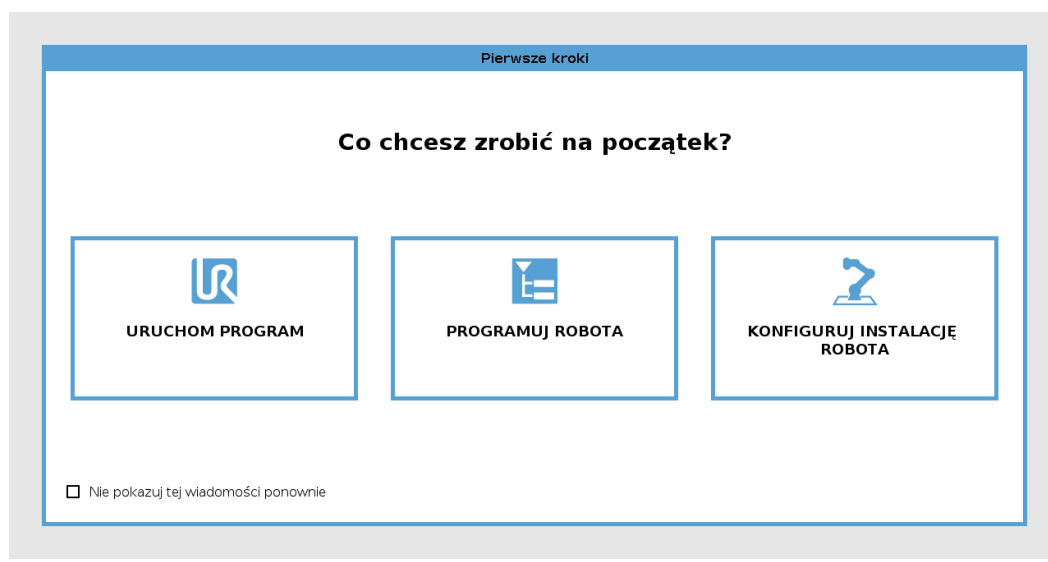 Pierwsze kroki
Co chcesz zrobić na początek?
URUCHOM PROGRAM
PROGRAMUJ ROBOTA
KONFIGURUJ INSTALACJĘ
ROBOTA
Nie pokazuj tej wiadomości ponownie